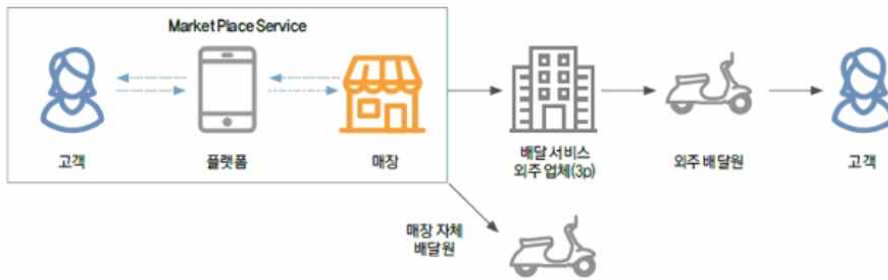 Market Place Service
고객
플랫폼
매장
배달 서비스
외주 업체(3p)
외주 배달원
고객
매장 자체
배달원